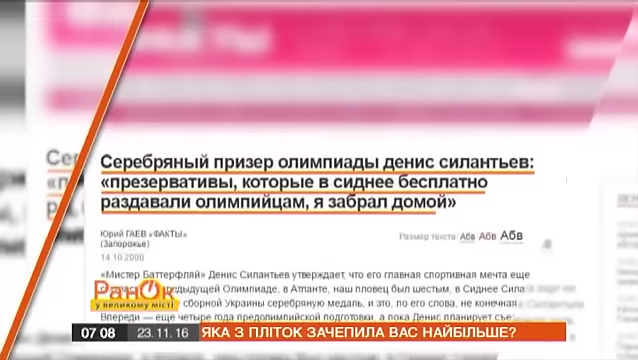 Серебряный призер олимпиады денис силантьев:
«презервативы, которые в сиднее бесплатно
раздавали олимпийцам, я забрал домой»
Юрий ГАЕВ «ФАКТЫ»
(Запорожье)
Размер текста: Абв Абв Абв
14.10.2000
«Мистер Баттерфляй» Денис Силантьев утверждает, что его главная спортивная мечта еще
едыдущей Олимпиаде, в Атланте, наш пловец был шестым, в Сиднее Сила
сборной Украины серебряную медаль, и это, по его слова, не конечная
Впереди — еще четыре года предолимпийской подготовки, а пока Денис планирует съе
РанОк
у великому місті
07 08 23.11.16 ЯКА З ПЛІТОК ЗАЧЕПИЛА ВАС НАЙБІЛЬШЕ?